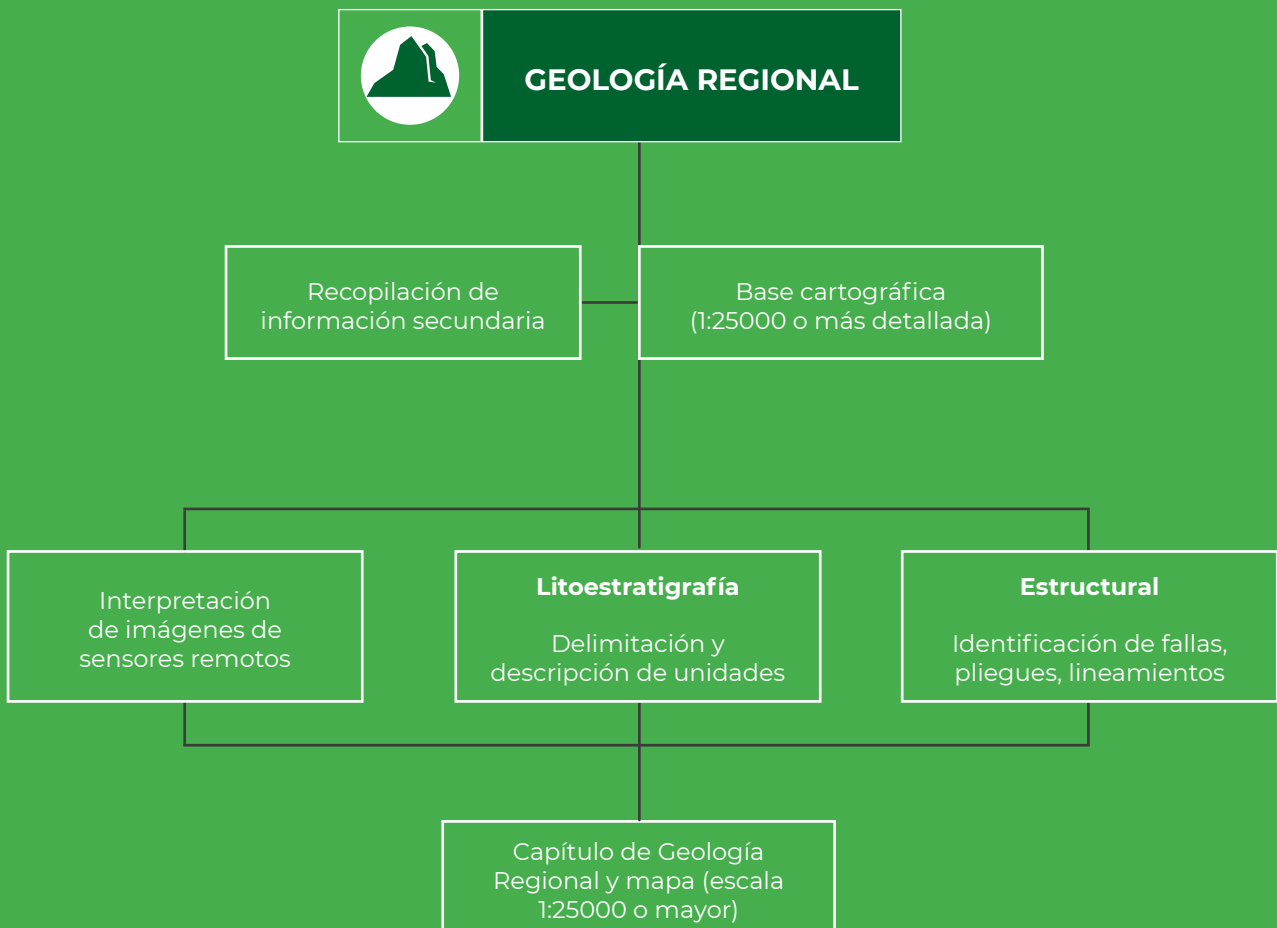 GEOLOGÍA REGIONAL
Recopilación de
información secundaria
Base cartográfica
(1:25000 o más detallada)
Interpretación
de imágenes de
sensores remotos
Litoestratigrafía
Delimitación y
descripción de unidades
Estructural
Identificación de fallas,
pliegues, lineamientos
Capítulo de Geología
Regional y mapa (escala
1:25000 o mayor)